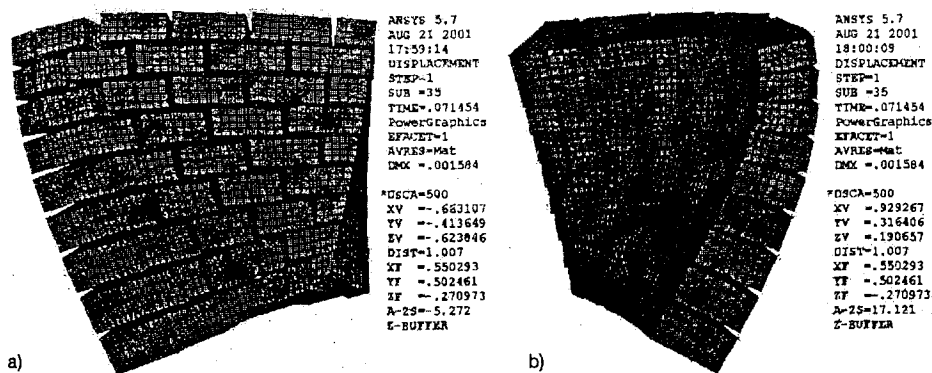 ANSYS 5.7
AUG 21 2001
17:59:14
DISPLACEMENT
STEP=1
SUB =35
TIME=.071454
PowerGraphics
EFACET=1
AVRES=Mat
DMX =.001584
*DSCA=500
XV =-.663107
YV =-.413649
ZV =-.623846
DIST=1.007
XF =.550293
YF =.502461
ZF =-.270973
A-ZS=-5.272
Z-BUFFER
a)
ANSYS 5.7
AUG 21 2001
18:00:09
DISPLACEMENT
STEP=1
SUB =35
TIME=.071454
PowerGraphics
EFACET=1
AVRES=Mat
DMX =.001584
*DSCA=500
XV =.929267
YV =.316406
ZV =.190657
DIST=1.007
XF =.550293
YF =.502461
ZF =-.270973
A-ZS=17.121
Z-BUFFER
b)